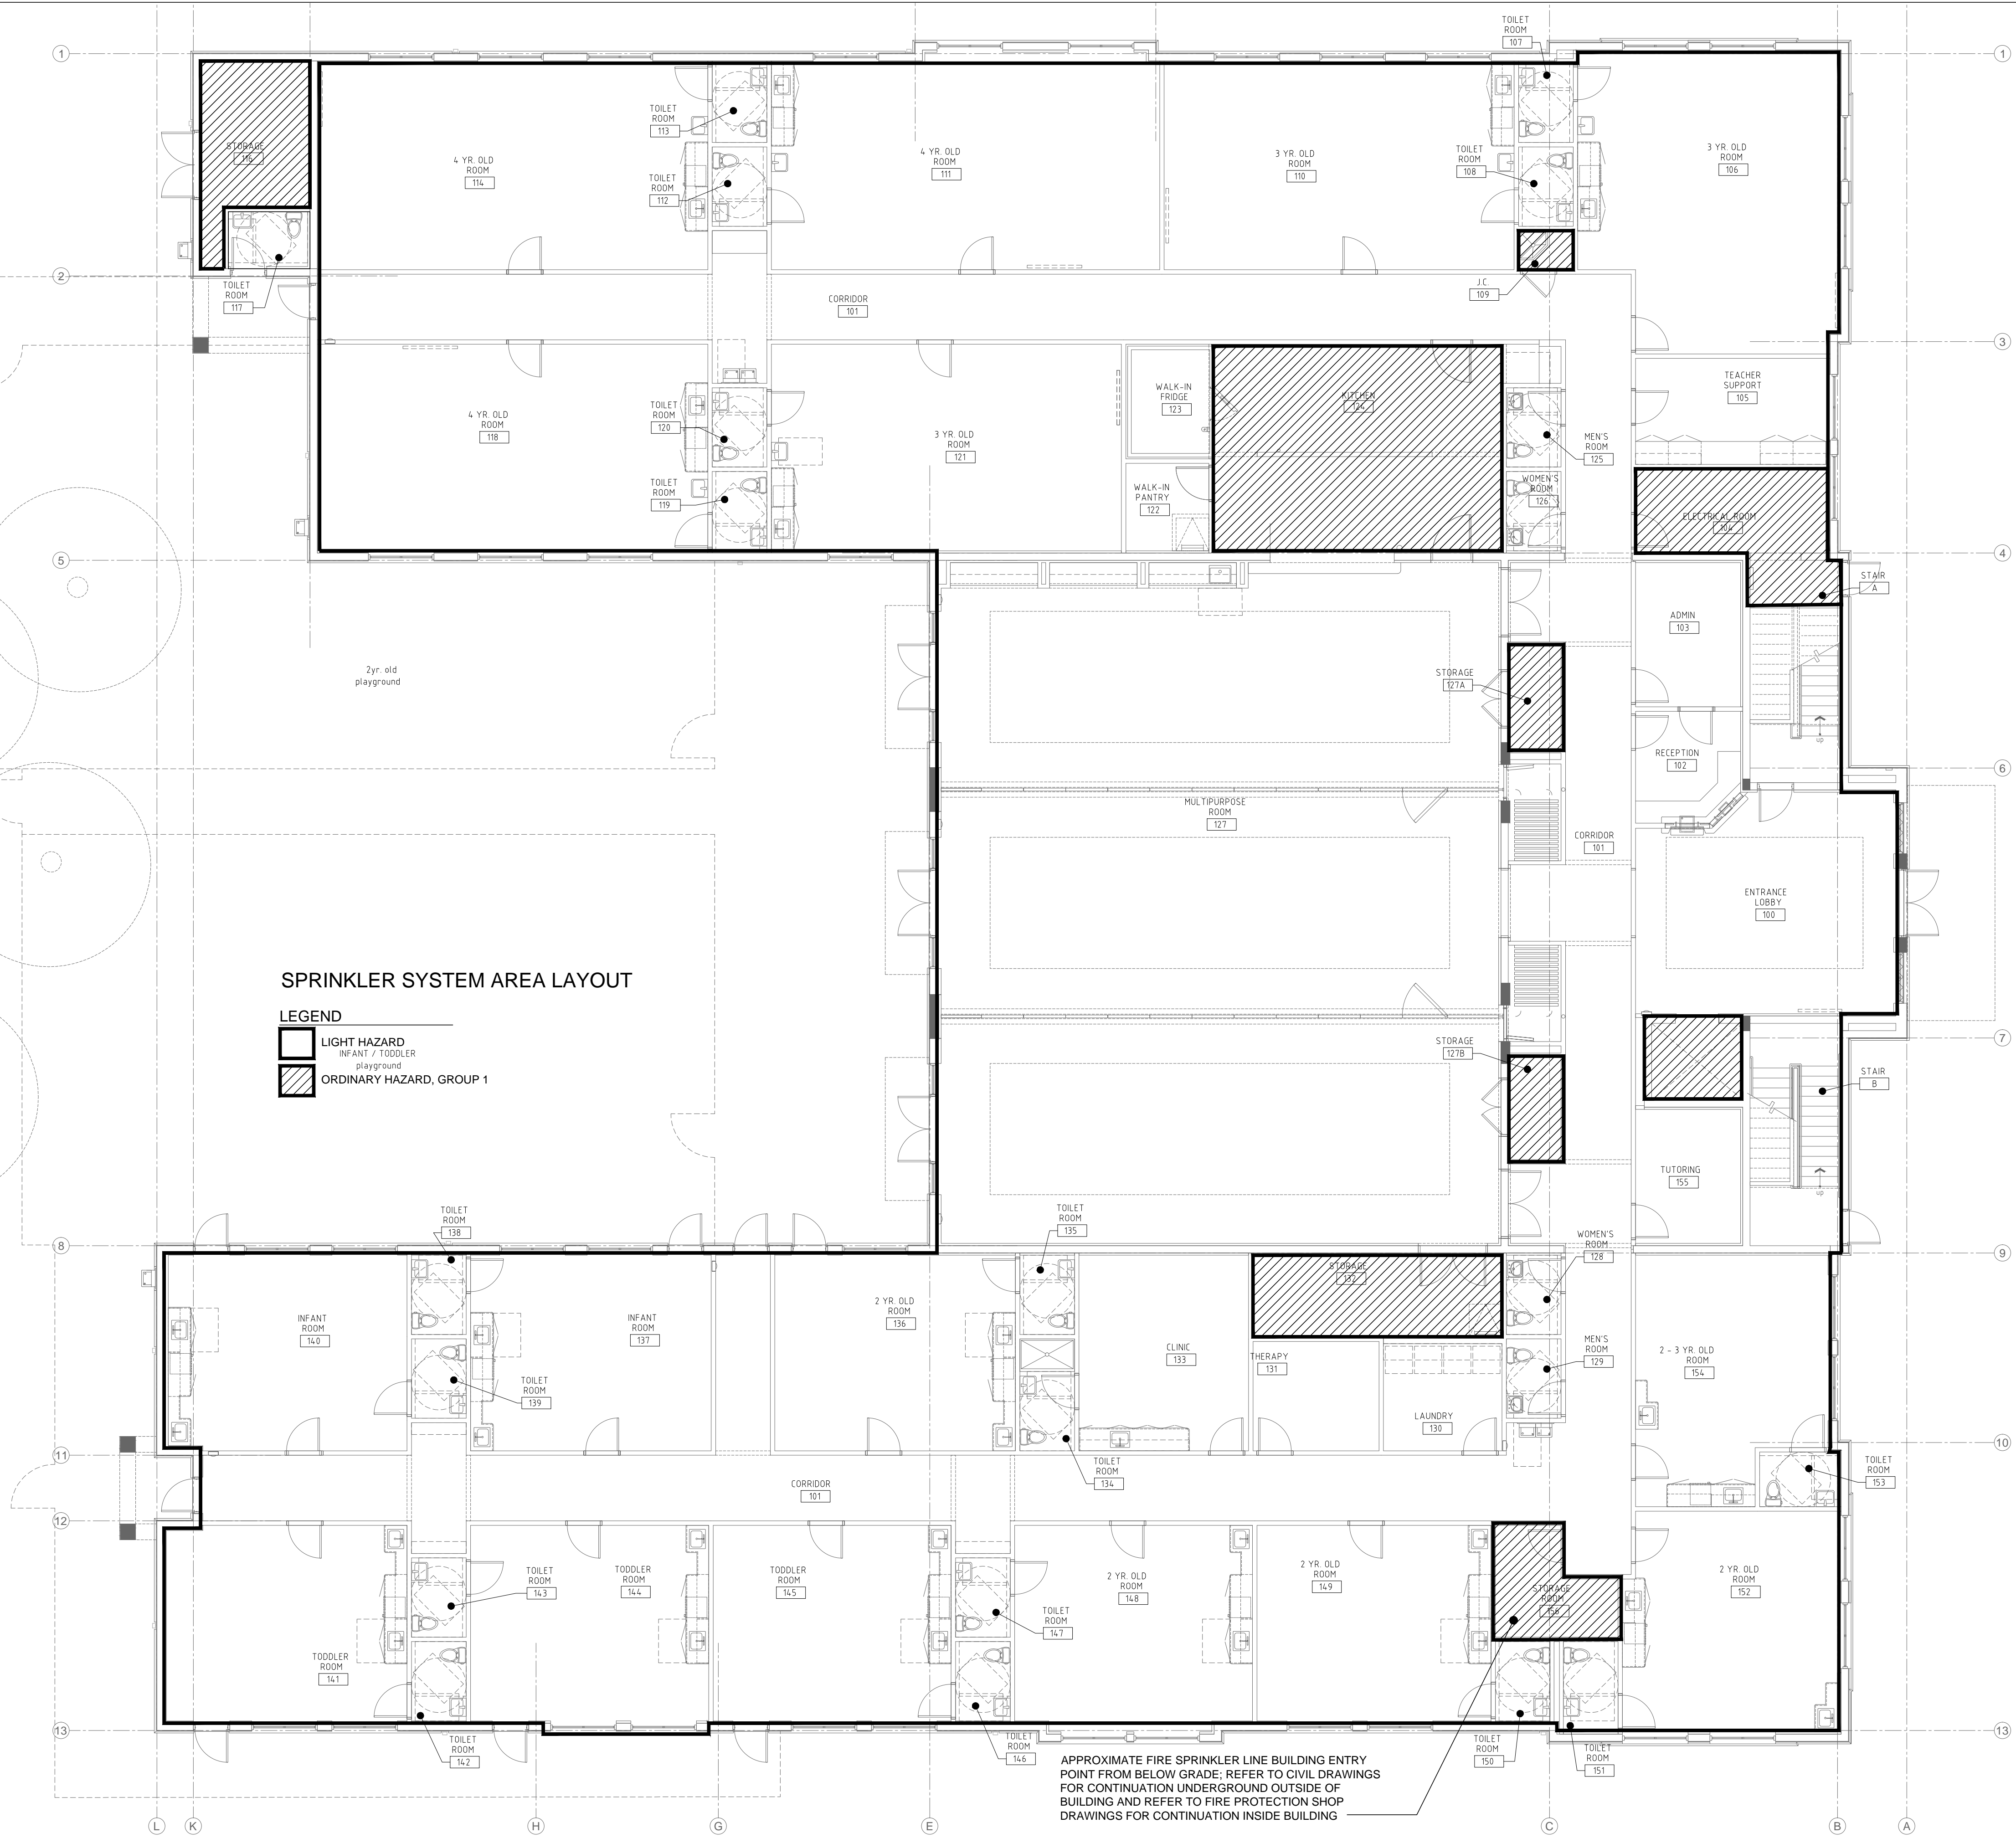 1
1
TOILET
ROOM
107
STORAGE
116
4 YR. OLD
ROOM
114
TOILET
ROOM
113
TOILET
ROOM
112
4 YR. OLD
ROOM
111
3 YR. OLD
ROOM
110
TOILET
ROOM
108
3 YR. OLD
ROOM
106
2
TOILET
ROOM
117
CORRIDOR
101
J.C.
109
3
4 YR. OLD
ROOM
118
TOILET
ROOM
120
TOILET
ROOM
119
3 YR. OLD
ROOM
121
WALK-IN
FRIDGE
123
WALK-IN
PANTRY
122
KITCHEN
124
MEN'S
ROOM
125
WOMEN'S
ROOM
126
TEACHER
SUPPORT
105
ELECTRICAL ROOM
104
5
4
STAIR
A
ADMIN
103
2yr. old
playground
STORAGE
127A
UP
RECEPTION
102
6
MULTIPURPOSE
ROOM
127
CORRIDOR
101
ENTRANCE
LOBBY
100
SPRINKLER SYSTEM AREA LAYOUT
LEGEND
LIGHT HAZARD
INFANT / TODDLER
playground
ORDINARY HAZARD, GROUP 1
STORAGE
127B
7
STAIR
B
TUTORING
155
UP
8
9
TOILET
ROOM
138
TOILET
ROOM
135
WOMEN'S
ROOM
128
STORAGE
132
INFANT
ROOM
140
INFANT
ROOM
137
2 YR. OLD
ROOM
136
CLINIC
133
THERAPY
131
MEN'S
ROOM
129
2 - 3 YR. OLD
ROOM
154
TOILET
ROOM
139
LAUNDRY
130
11
10
CORRIDOR
101
TOILET
ROOM
134
TOILET
ROOM
153
12
TOILET
ROOM
143
TODDLER
ROOM
144
TODDLER
ROOM
145
2 YR. OLD
ROOM
148
2 YR. OLD
ROOM
149
STORAGE
ROOM
156
2 YR. OLD
ROOM
152
TOILET
ROOM
147
TODDLER
ROOM
141
13
13
TOILET
ROOM
142
TOILET
ROOM
146
TOILET
ROOM
150
TOILET
ROOM
151
APPROXIMATE FIRE SPRINKLER LINE BUILDING ENTRY
POINT FROM BELOW GRADE; REFER TO CIVIL DRAWINGS
FOR CONTINUATION UNDERGROUND OUTSIDE OF
BUILDING AND REFER TO FIRE PROTECTION SHOP
DRAWINGS FOR CONTINUATION INSIDE BUILDING
L
K
H
G
E
C
B
A